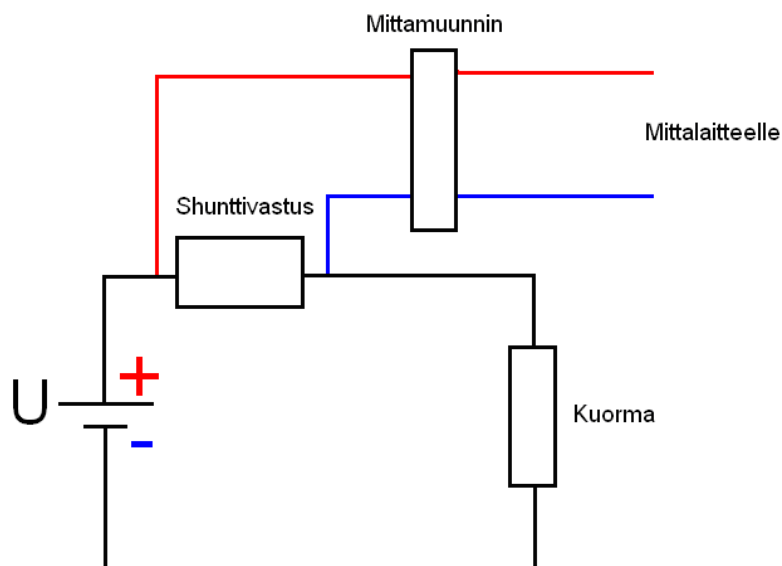 Mittamuunnin
Mittalaitteelle
Shunttivastus
+
U
-
Kuorma